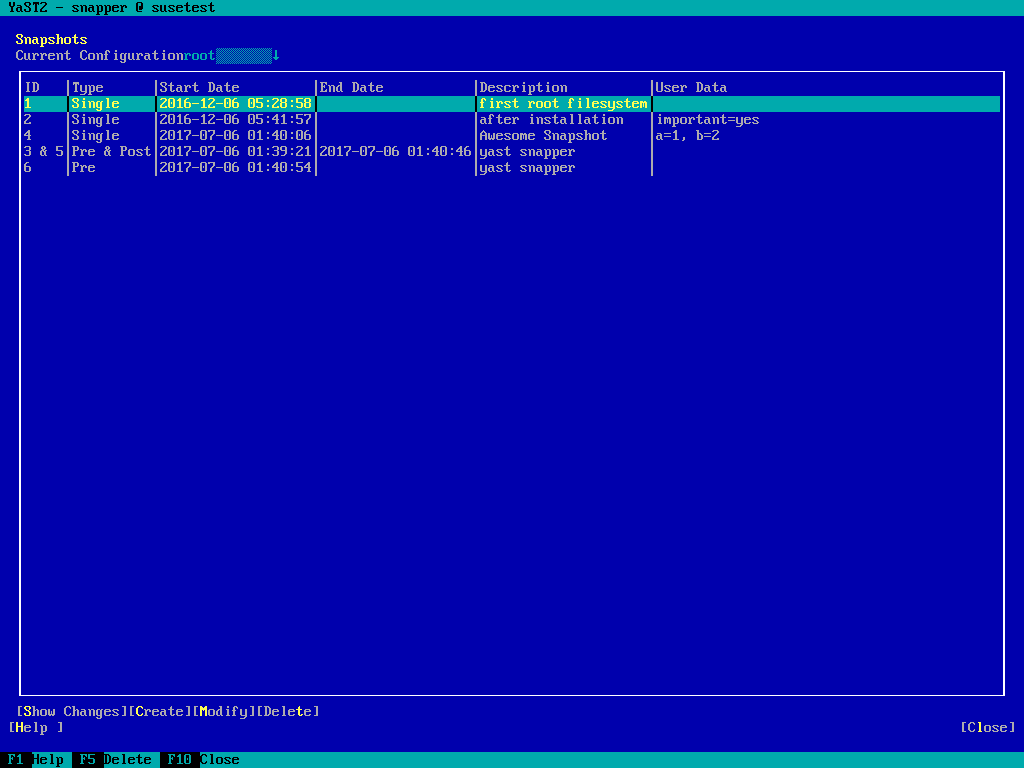 YaST2 - snapper @ susetest
Snapshots
Current Configurationroot↓
ID |Type |Start Date |End Date |Description |User Data
1 |Single |2016-12-06 05:28:58| |first root filesystem|
2 |Single |2016-12-06 05:41:57| |after installation |important=yes
4 |Single |2017-07-06 01:40:06| |Awesome Snapshot |a=1, b=2
3 & 5|Pre & Post|2017-07-06 01:39:21|2017-07-06 01:40:46|yast snapper |
6 |Pre |2017-07-06 01:40:54| |yast snapper |
[Show Changes][Create][Modify][Delete]
[Help ] [Close]
F1 Help F5 Delete F10 Close